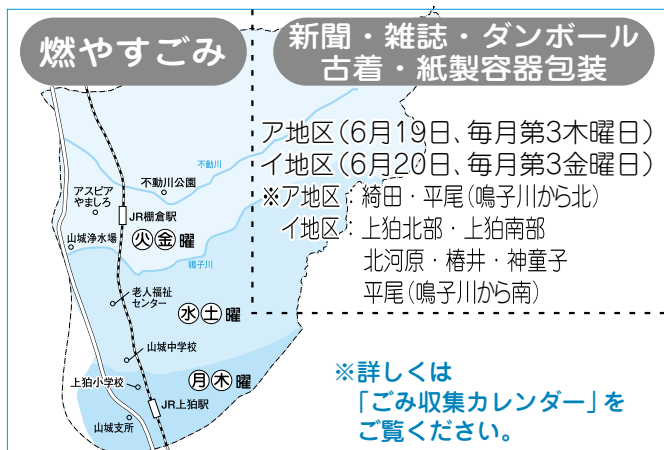 燃やすごみ
新聞・雑誌・ダンボール
古着・紙製容器包装
ア地区(6月19日、毎月第3木曜日)
イ地区(6月20日、毎月第3金曜日)
※ア地区:綺田・平尾(鳴子川から北)
イ地区:上狛北部・上狛南部
北河原・椿井・神童子
平尾(鳴子川から南)
不動川
不動川公園
アスピア
やましろ
JR棚倉駅
山城浄水場
火金曜
鳴子川
老人福祉
センター
水土曜
山城中学校
月木曜
上狛小学校
JR上狛駅
山城支所
※詳しくは
「ごみ収集カレンダー」を
ご覧ください。